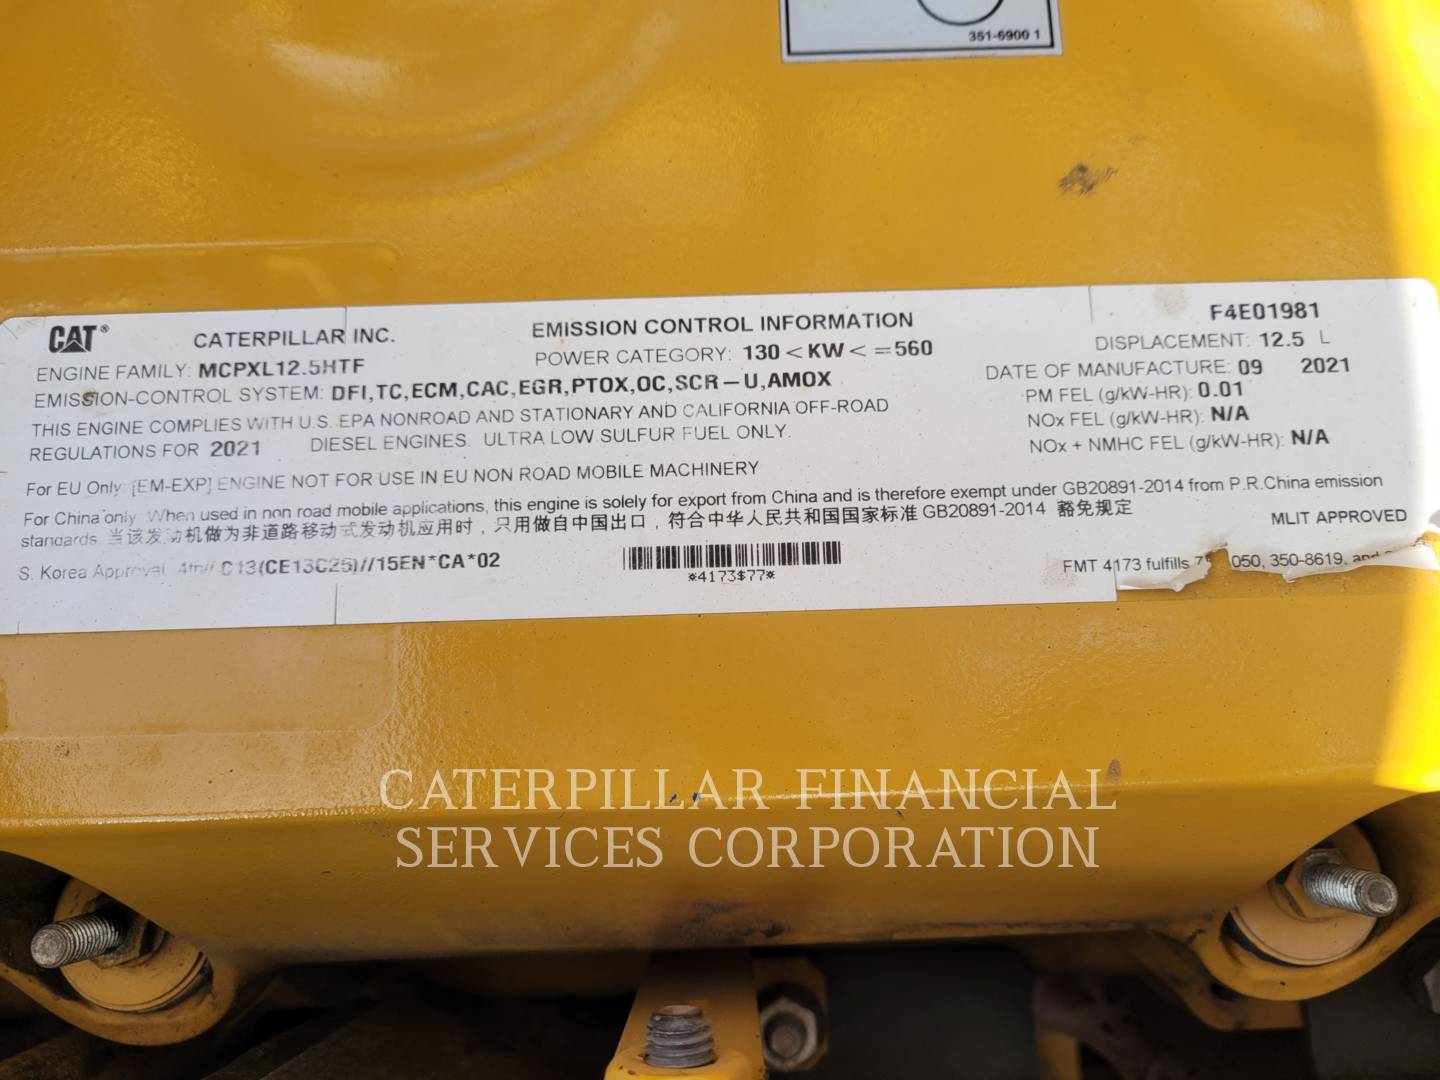 351-6900 1
CAT® CATERPILLAR INC. EMISSION CONTROL INFORMATION F4E01981
ENGINE FAMILY: MCPXL12.5HTF POWER CATEGORY: 130 < KW < =560 DISPLACEMENT: 12.5 L
EMISSION-CONTROL SYSTEM: DFI,TC,ECM,CAC,EGR,PTOX,OC,SCR-U,AMOX DATE OF MANUFACTURE: 09 2021
THIS ENGINE COMPLIES WITH U.S. EPA NONROAD AND STATIONARY AND CALIFORNIA OFF-ROAD PM FEL (g/kW-HR): 0.01
REGULATIONS FOR 2021 DIESEL ENGINES. ULTRA LOW SULFUR FUEL ONLY. NOx FEL (g/kW-HR): N/A
NOx + NMHC FEL (g/kW-HR): N/A
For EU Only: [EM-EXP] ENGINE NOT FOR USE IN EU NON ROAD MOBILE MACHINERY
For China only: When used in non road mobile applications, this engine is solely for export from China and is therefore exempt under GB20891-2014 from P.R.China emission
standards. 当该发动机做为非道路移动式发动机应用时，只用做自中国出口，符合中华人民共和国国家标准 GB20891-2014 豁免规定
MLIT APPROVED
S. Korea Approval C13(CE13C25)//15EN*CA*02
*4173$77*
FMT 4173 fulfills 050, 350-8619, and
CATERPILLAR FINANCIAL
SERVICES CORPORATION